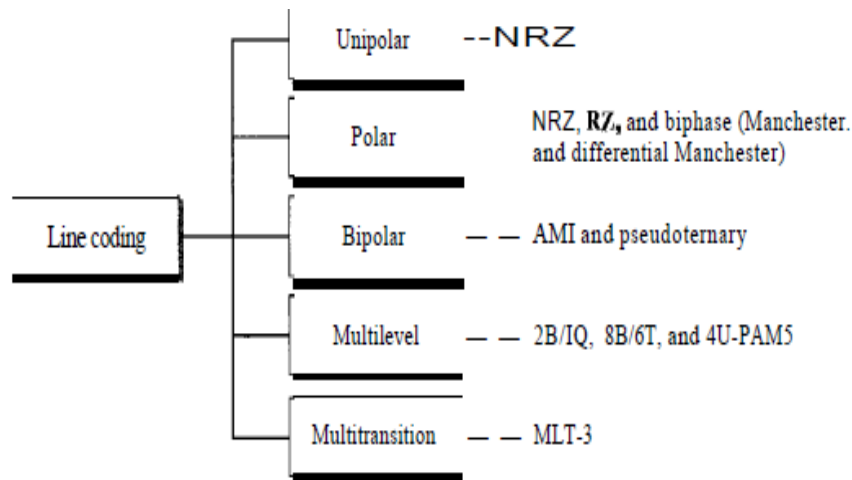 Unipolar --NRZ
Polar NRZ, RZ, and biphase (Manchester.
and differential Manchester)
Line coding
Bipolar — — AMI and pseudoternary
Multilevel — — 2B/IQ, 8B/6T, and 4U-PAM5
Multitransition — — MLT-3